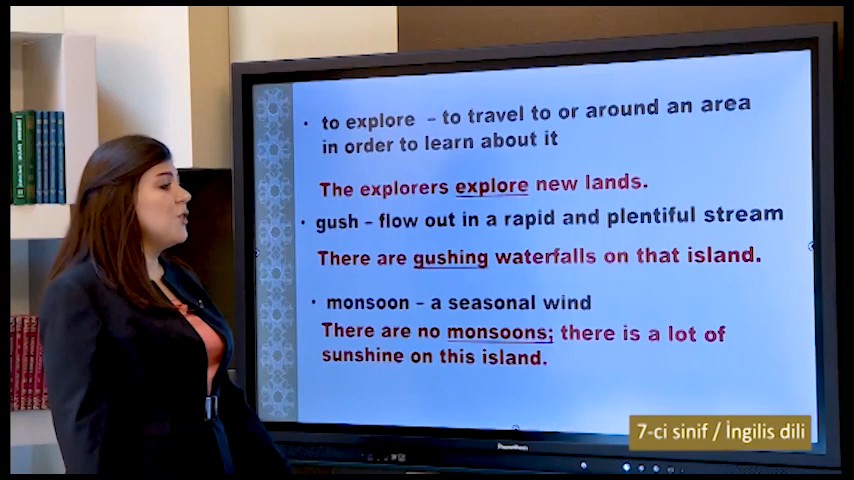 • to explore – to travel to or around an area
in order to learn about it
The explorers explore new lands.
• gush – flow out in a rapid and plentiful stream
There are gushing waterfalls on that island.
• monsoon – a seasonal wind
There are no monsoons; there is a lot of
sunshine on this island.
7-ci sinif / İngilis dili
Promethean